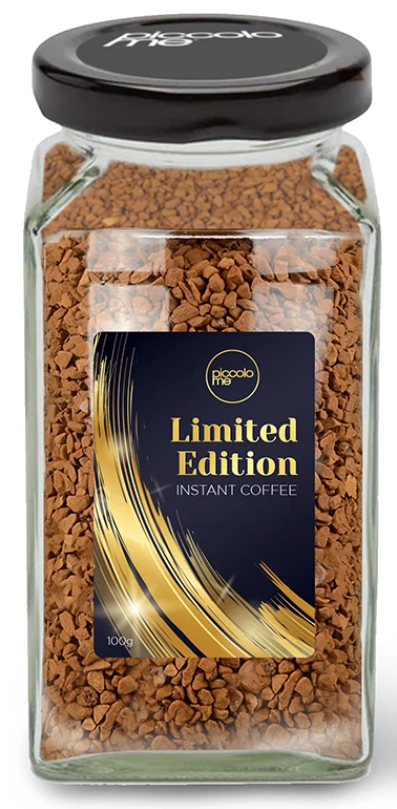 piccolo
me
piccolo
me
Limited
Edition
INSTANT COFFEE
100g